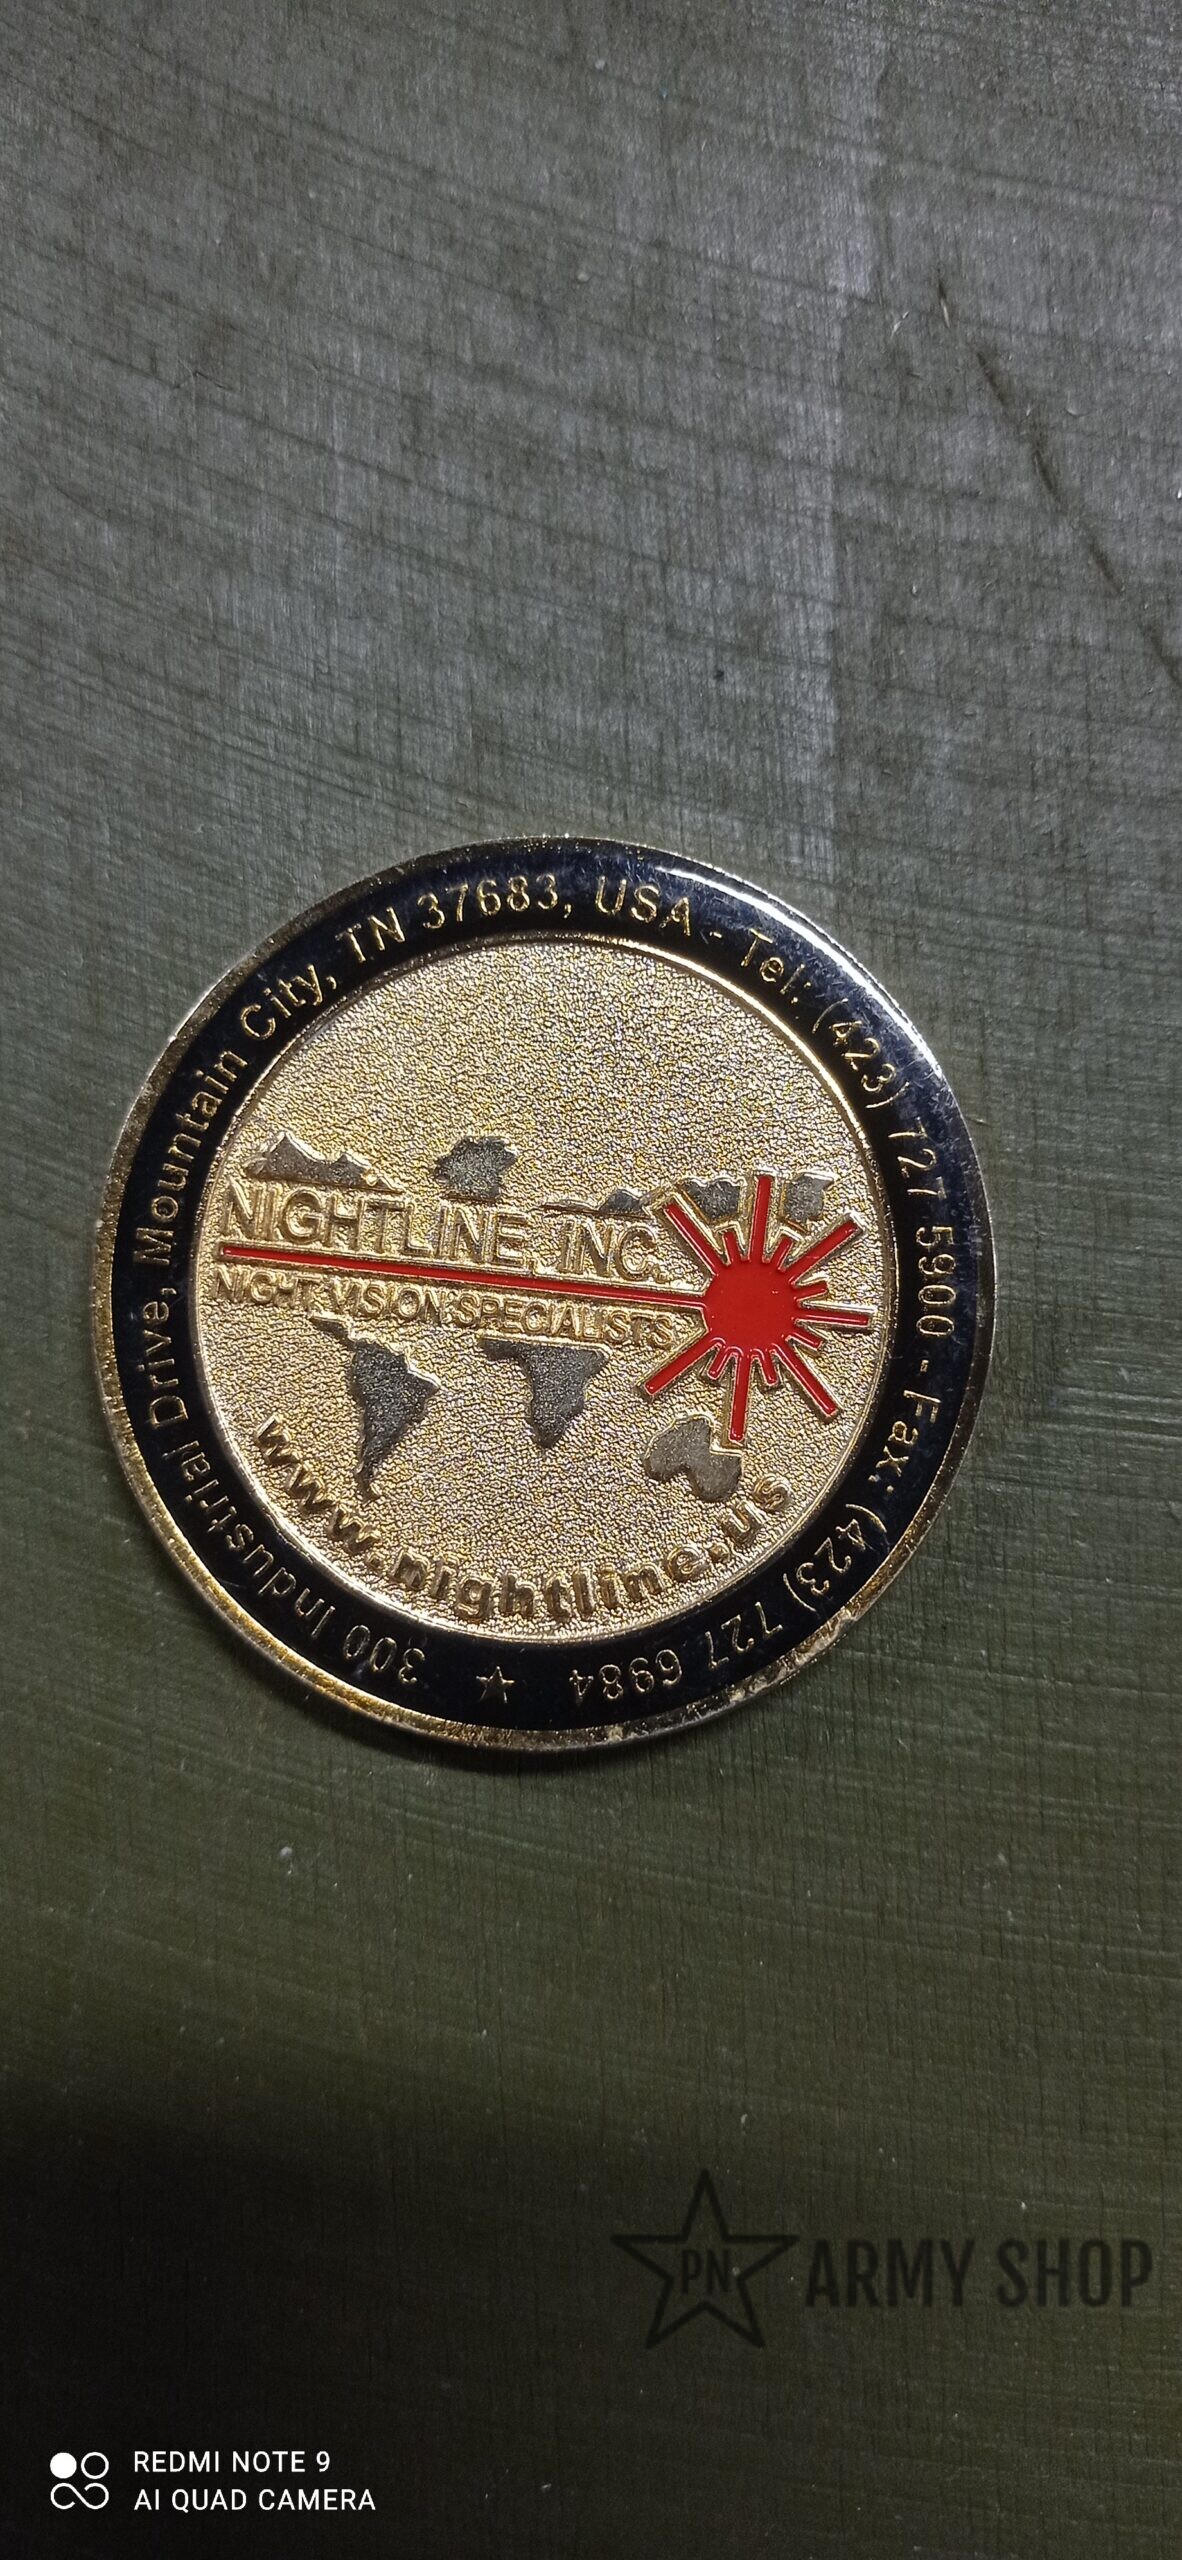 300 Industrial Drive, Mountain City, TN 37683, USA - Tel: (423) 727 5900 - Fax: (423) 727 6984
NIGHTLINE, INC.
NIGHT VISION SPECIALISTS
www.nightline.us
PN ARMY SHOP
REDMI NOTE 9
AI QUAD CAMERA